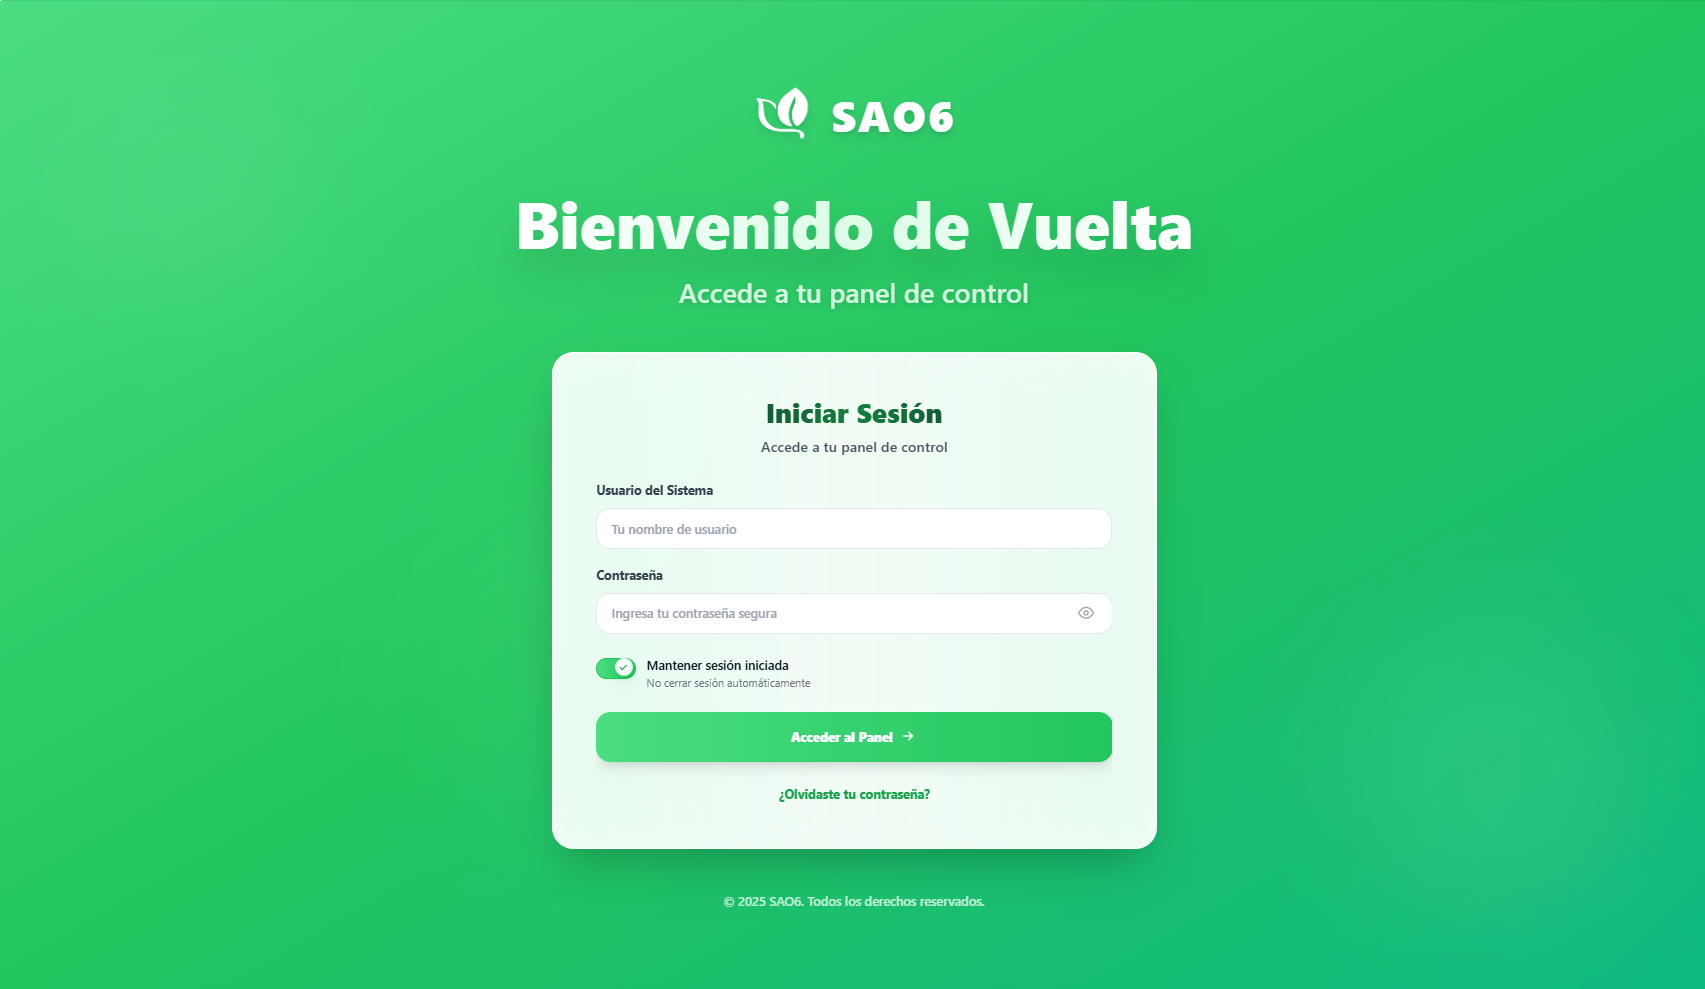 SAO6
Bienvenido de Vuelta
Accede a tu panel de control
Iniciar Sesión
Accede a tu panel de control
Usuario del Sistema
Tu nombre de usuario
Contraseña
Ingresa tu contraseña segura
Mantener sesión iniciada
No cerrar sesión automáticamente
Acceder al Panel →
¿Olvidaste tu contraseña?
© 2025 SAO6. Todos los derechos reservados.